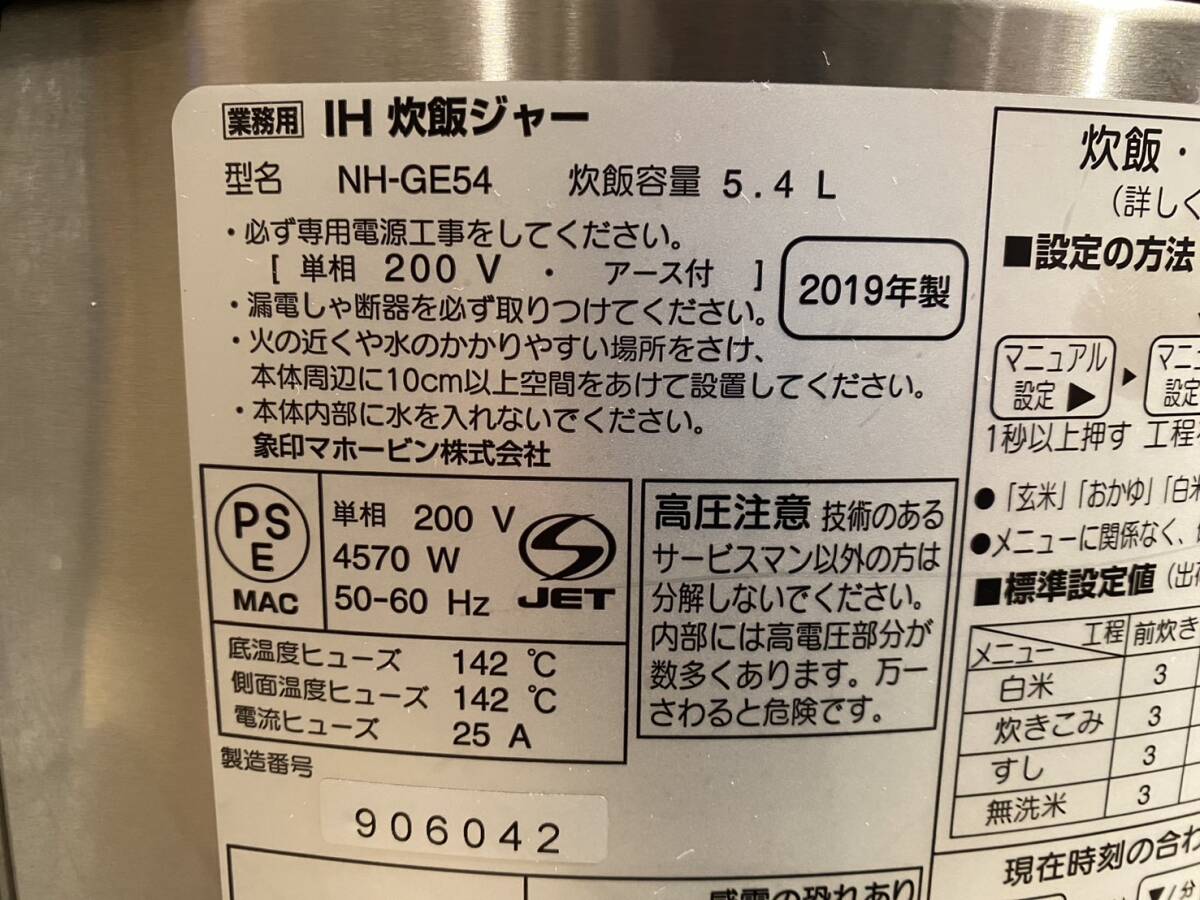 業務用 IH 炊飯ジャー
型名 NH-GE54 炊飯容量 5.4 L
・必ず専用電源工事をしてください。
[ 単相 200 V ・ アース付 ]
・漏電しゃ断器を必ず取りつけてください。
・火の近くや水のかかりやすい場所をさけ、
本体周辺に10cm以上空間をあけて設置してください。
・本体内部に水を入れないでください。
象印マホービン株式会社
2019年製
PS
E
MAC
単相 200 V
4570 W
50-60 Hz
JET
底温度ヒューズ 142 ℃
側面温度ヒューズ 142 ℃
電流ヒューズ 25 A
製造番号
906042
高圧注意 技術のある
サービスマン以外の方は
分解しないでください。
内部には高電圧部分が
数多くあります。万一
さわると危険です。
感電の恐れあり
炊飯・
(詳しく
■設定の方法
マニュアル
設定 ▶
▶
マニュ
設定
1秒以上押す 工程
●「玄米」「おかゆ」「白米
●メニューに関係なく、
■標準設定値 (出荷
メニュー 工程 前炊き
白米 3
炊きこみ 3
すし 3
無洗米 3
現在時刻の合わ
▼/分